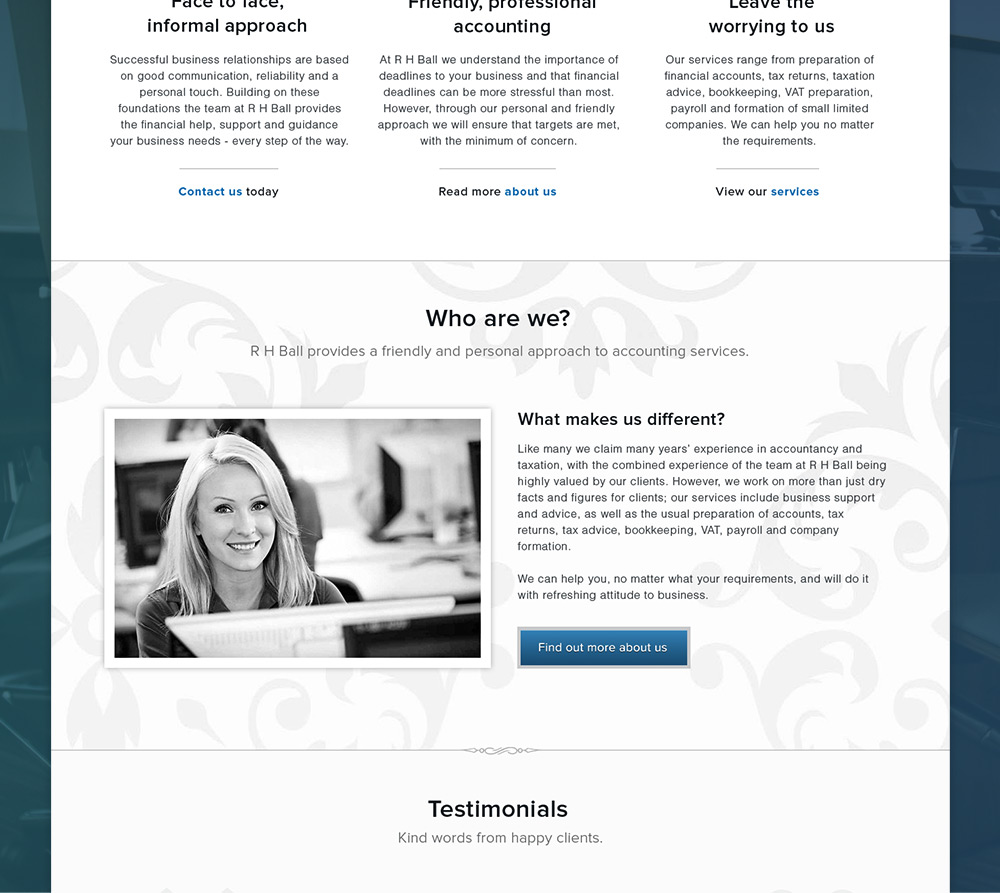 Face to face,
informal approach
Successful business relationships are based
on good communication, reliability and a
personal touch. Building on these
foundations the team at R H Ball provides
the financial help, support and guidance
your business needs - every step of the way.
Contact us today
Friendly, professional
accounting
At R H Ball we understand the importance of
deadlines to your business and that financial
deadlines can be more stressful than most.
However, through our personal and friendly
approach we will ensure that targets are met,
with the minimum of concern.
Read more about us
Leave the
worrying to us
Our services range from preparation of
financial accounts, tax returns, taxation
advice, bookkeeping, VAT preparation,
payroll and formation of small limited
companies. We can help you no matter
the requirements.
View our services
Who are we?
R H Ball provides a friendly and personal approach to accounting services.
What makes us different?
Like many we claim many years' experience in accountancy and
taxation, with the combined experience of the team at R H Ball being
highly valued by our clients. However, we work on more than just dry
facts and figures for clients; our services include business support
and advice, as well as the usual preparation of accounts, tax
returns, tax advice, bookkeeping, VAT, payroll and company
formation.
We can help you, no matter what your requirements, and will do it
with refreshing attitude to business.
Find out more about us
Testimonials
Kind words from happy clients.